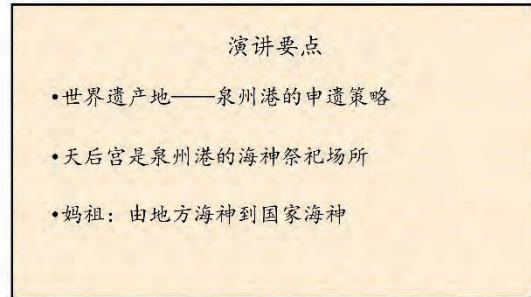 演讲要点
•世界遗产地——泉州港的申遗策略
•天后宫是泉州港的海神祭祀场所
•妈祖：由地方海神到国家海神